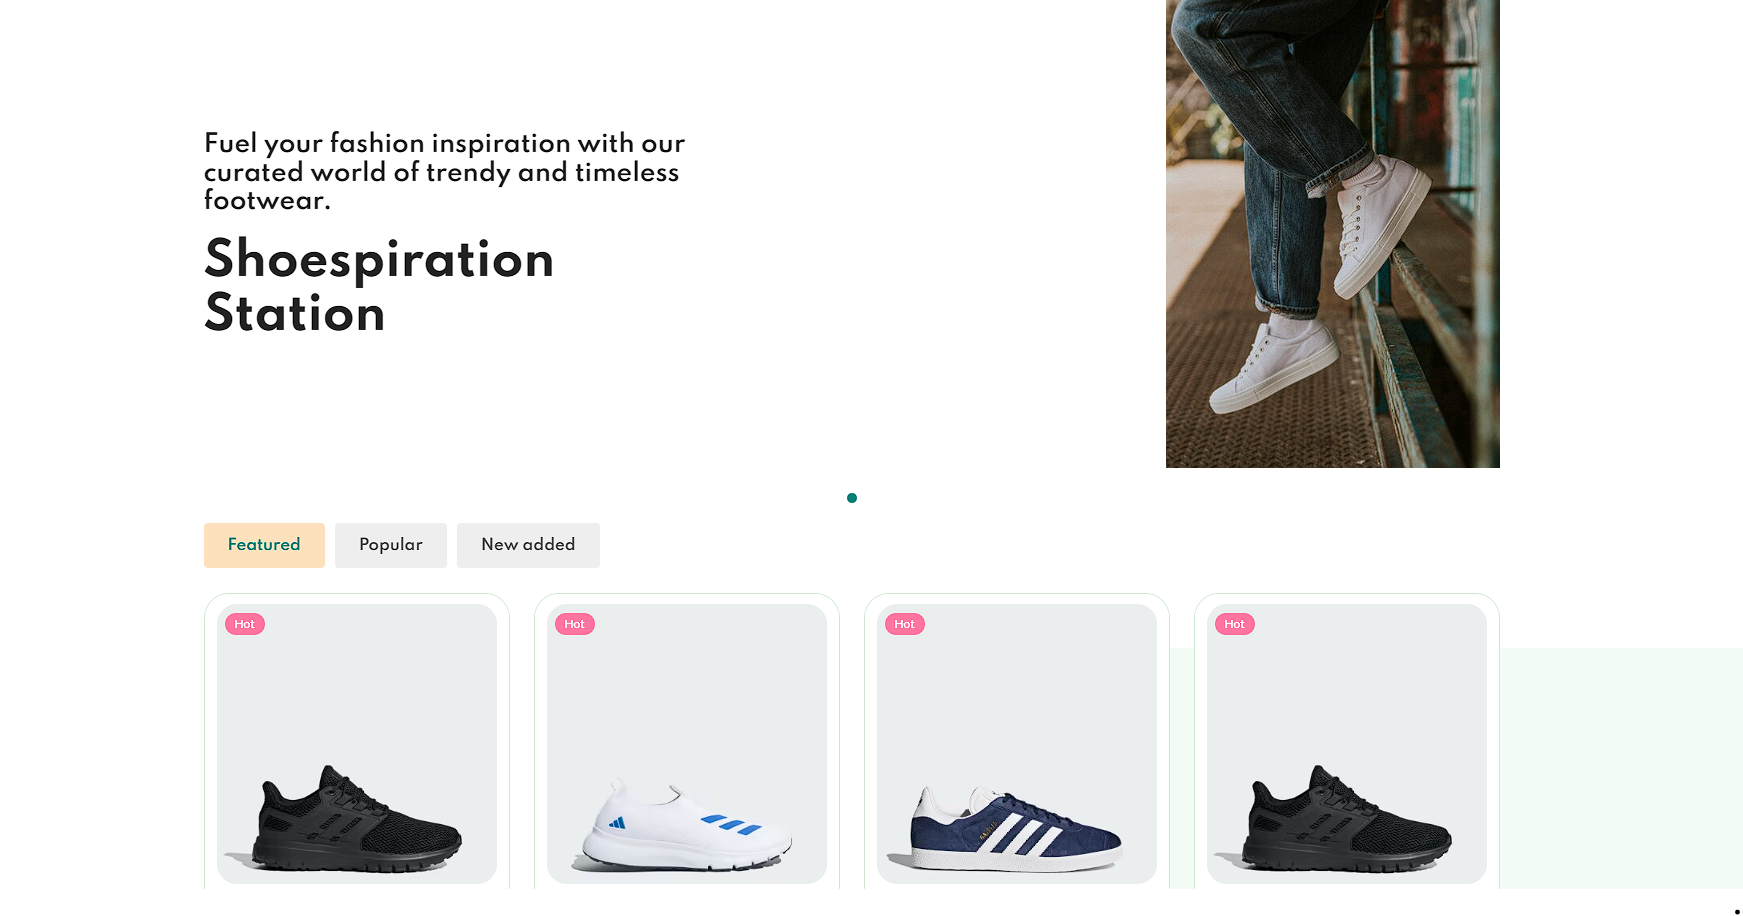 Fuel your fashion inspiration with our
curated world of trendy and timeless
footwear.
Shoespiration
Station
Featured
Popular
New added
Hot
Hot
Hot
Hot